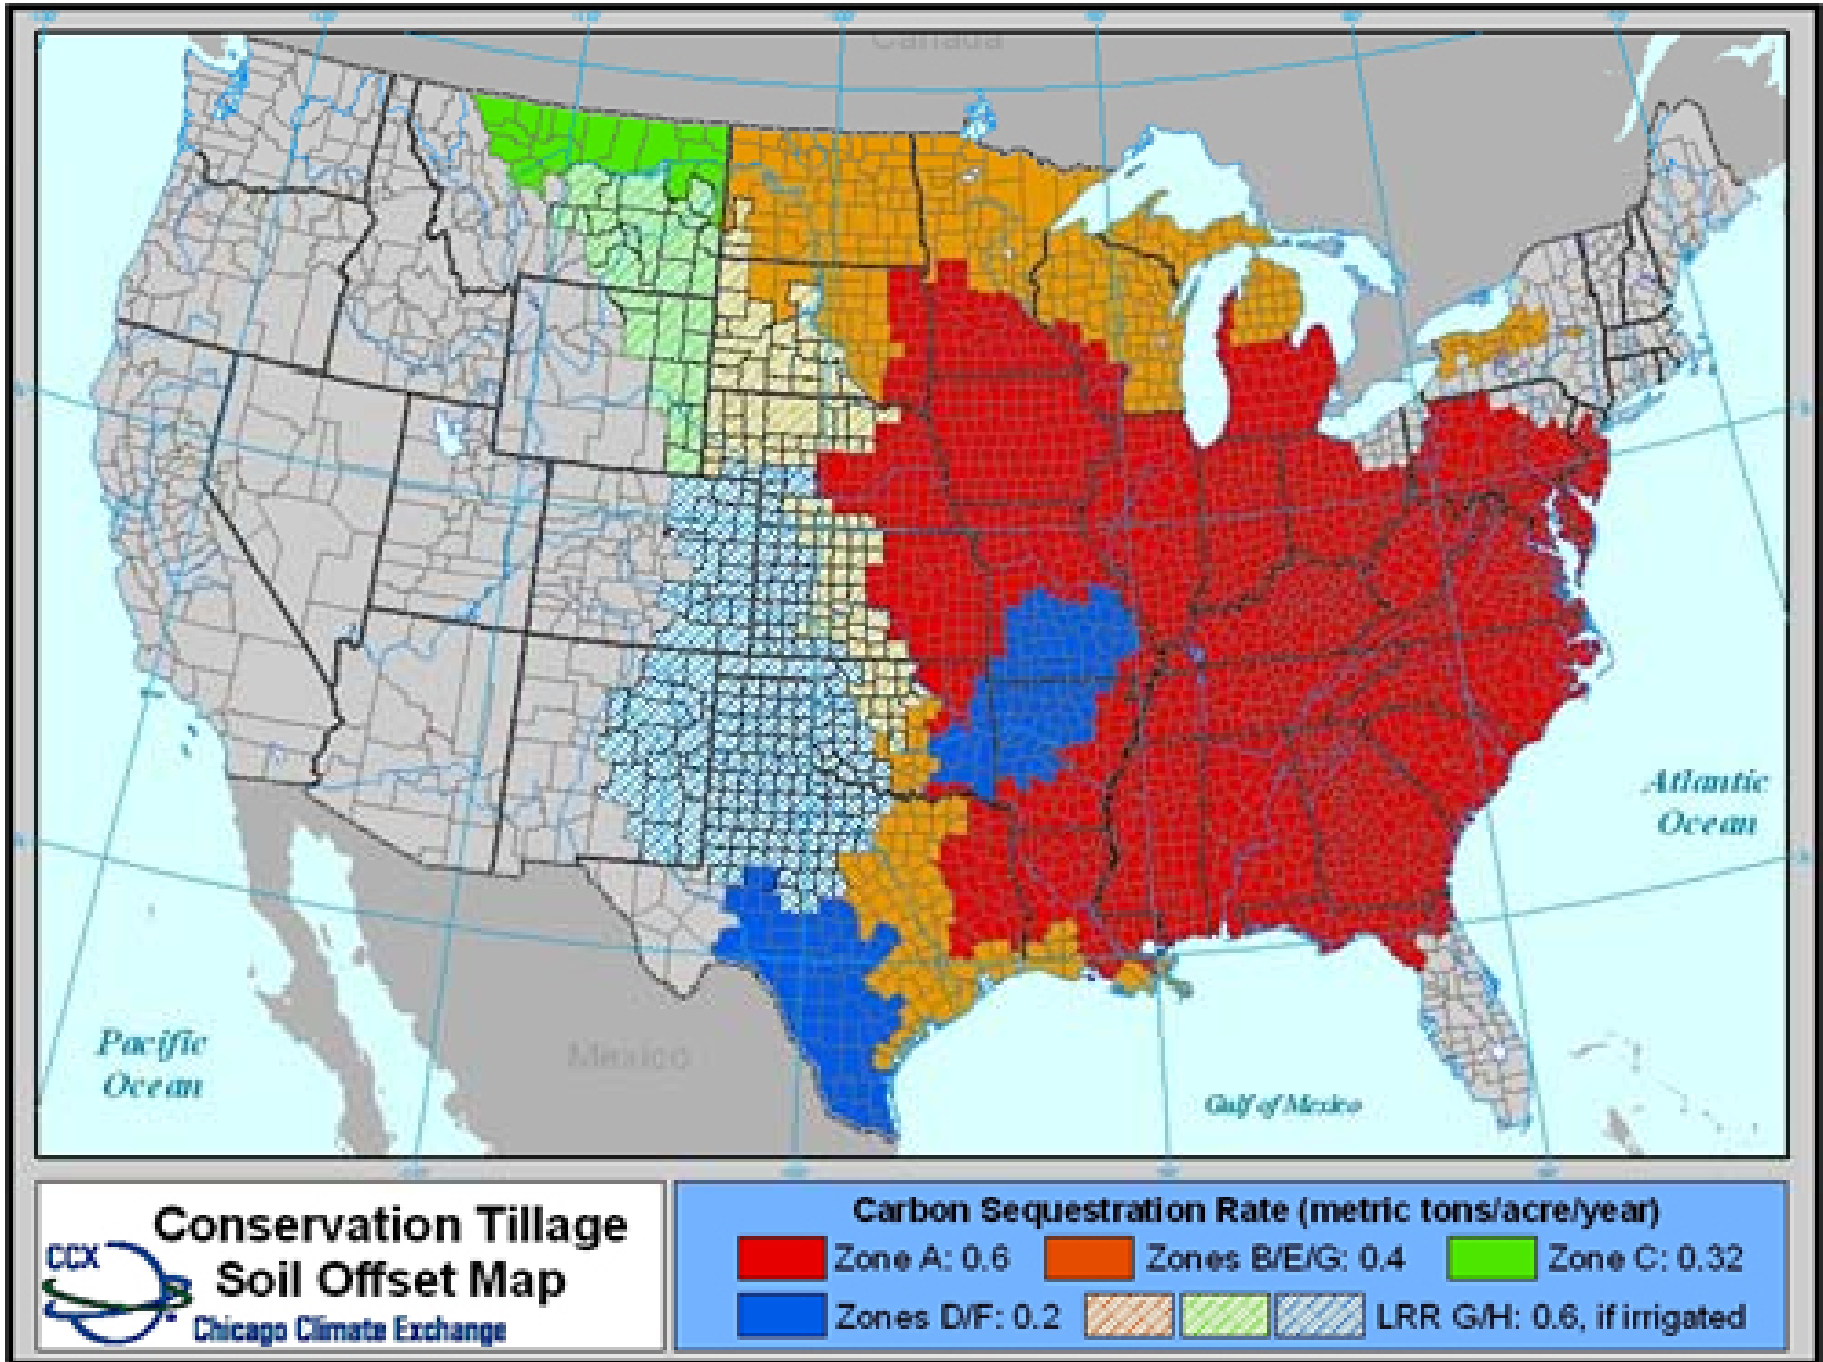 Canada
Pacific
Ocean
Mexico
Gulf of Mexico
Atlantic
Ocean
Conservation Tillage
Soil Offset Map
CCX
Chicago Climate Exchange
Carbon Sequestration Rate (metric tons/acre/year)
Zone A: 0.6 Zones B/E/G: 0.4 Zone C: 0.32
Zones D/F: 0.2 LRR G/H: 0.6, if irrigated